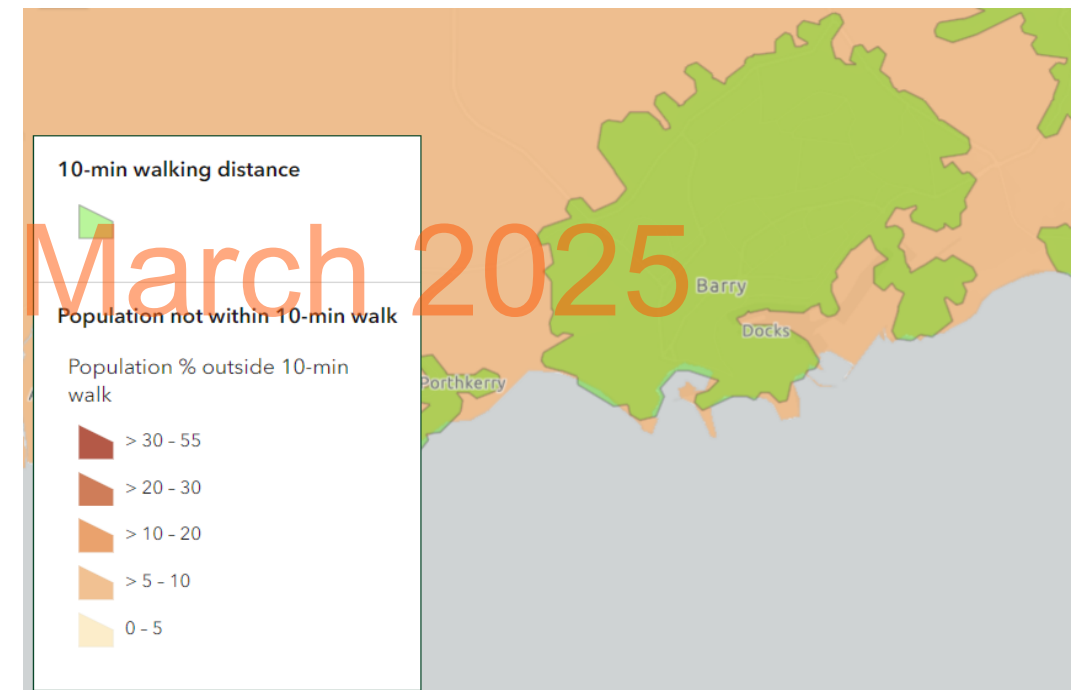 10-min walking distance
March 2025
Population not within 10-min walk
Population % outside 10-min
walk
> 30 - 55
> 20 - 30
> 10 - 20
> 5 - 10
0 - 5
Barry
Docks
Porthkerry